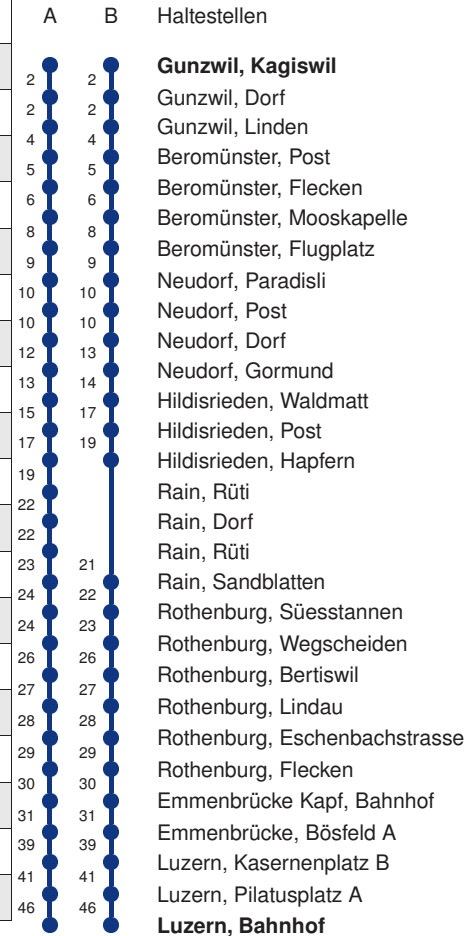 A B Haltestellen
Gunzwil, Kagiswil
2 2
Gunzwil, Dorf
2 2
Gunzwil, Linden
4 4
Beromünster, Post
5 5
Beromünster, Flecken
6 6
Beromünster, Mooskapelle
8 8
Beromünster, Flugplatz
9 9
Neudorf, Paradisli
10 10
Neudorf, Post
10 10
Neudorf, Dorf
12 13
Neudorf, Gormund
13 14
Hildisrieden, Waldmatt
15 17
Hildisrieden, Post
17 19
Hildisrieden, Hapfern
19
Rain, Rüti
22
Rain, Dorf
22
Rain, Rüti
23 21
Rain, Sandblatten
24 22
Rothenburg, Süesstannen
24 23
Rothenburg, Wegscheiden
26 26
Rothenburg, Bertiswil
27 27
Rothenburg, Lindau
28 28
Rothenburg, Eschenbachstrasse
29 29
Rothenburg, Flecken
30 30
Emmenbrücke Kapf, Bahnhof
31 31
Emmenbrücke, Bösfeld A
39 39
Luzern, Kasernenplatz B
41 41
Luzern, Pilatusplatz A
46 46
Luzern, Bahnhof